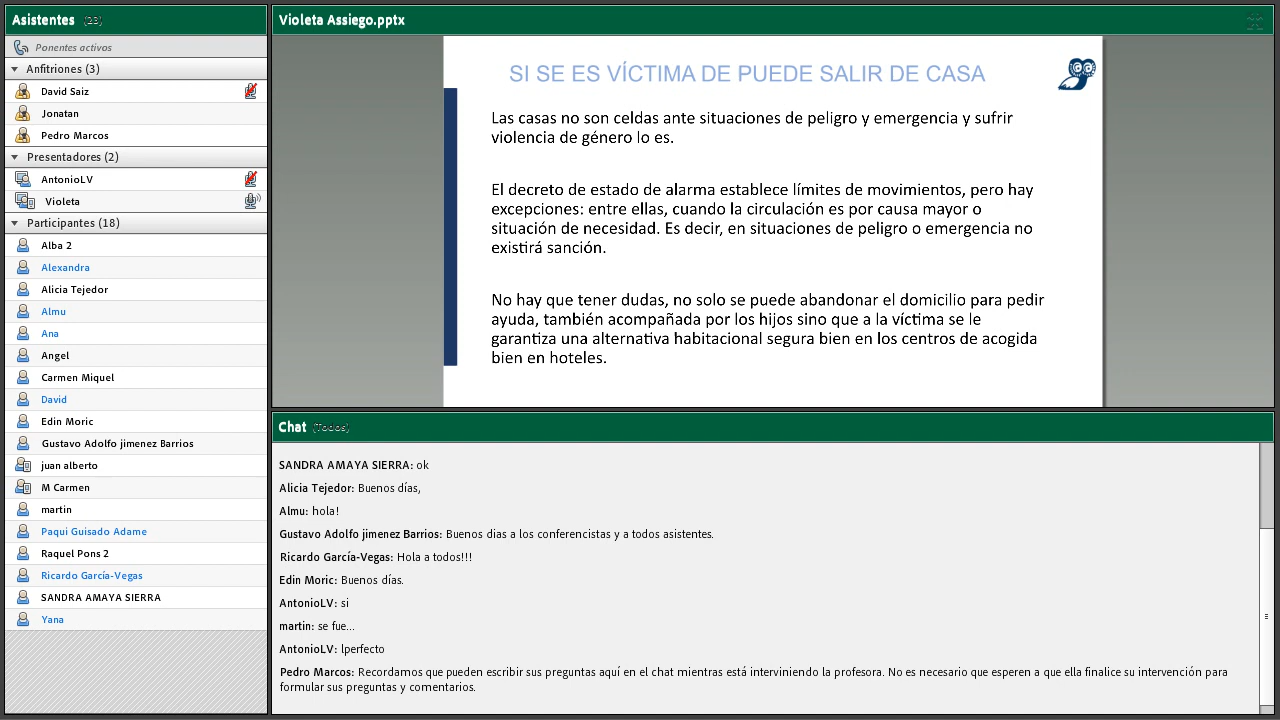 Asistentes (23)
Ponentes activos
Anfitriones (3)
David Saiz
Jonatan
Pedro Marcos
Presentadores (2)
AntonioLV
Violeta
Participantes (18)
Alba 2
Alexandra
Alicia Tejedor
Almu
Ana
Angel
Carmen Miquel
David
Edin Moric
Gustavo Adolfo jimenez Barrios
juan alberto
M Carmen
martin
Paqui Guisado Adame
Raquel Pons 2
Ricardo García-Vegas
SANDRA AMAYA SIERRA
Yana
Violeta Assiego.pptx
SI SE ES VÍCTIMA DE PUEDE SALIR DE CASA
Las casas no son celdas ante situaciones de peligro y emergencia y sufrir
violencia de género lo es.
El decreto de estado de alarma establece límites de movimientos, pero hay
excepciones: entre ellas, cuando la circulación es por causa mayor o
situación de necesidad. Es decir, en situaciones de peligro o emergencia no
existirá sanción.
No hay que tener dudas, no solo se puede abandonar el domicilio para pedir
ayuda, también acompañada por los hijos sino que a la víctima se le
garantiza una alternativa habitacional segura bien en los centros de acogida
bien en hoteles.
Chat (Todos)
SANDRA AMAYA SIERRA: ok
Alicia Tejedor: Buenos días,
Almu: hola!
Gustavo Adolfo jimenez Barrios: Buenos dias a los conferencistas y a todos asistentes.
Ricardo García-Vegas: Hola a todos!!!
Edin Moric: Buenos días.
AntonioLV: si
martin: se fue...
AntonioLV: lperfecto
Pedro Marcos: Recordamos que pueden escribir sus preguntas aquí en el chat mientras está interviniendo la profesora. No es necesario que esperen a que ella finalice su intervención para
formular sus preguntas y comentarios.